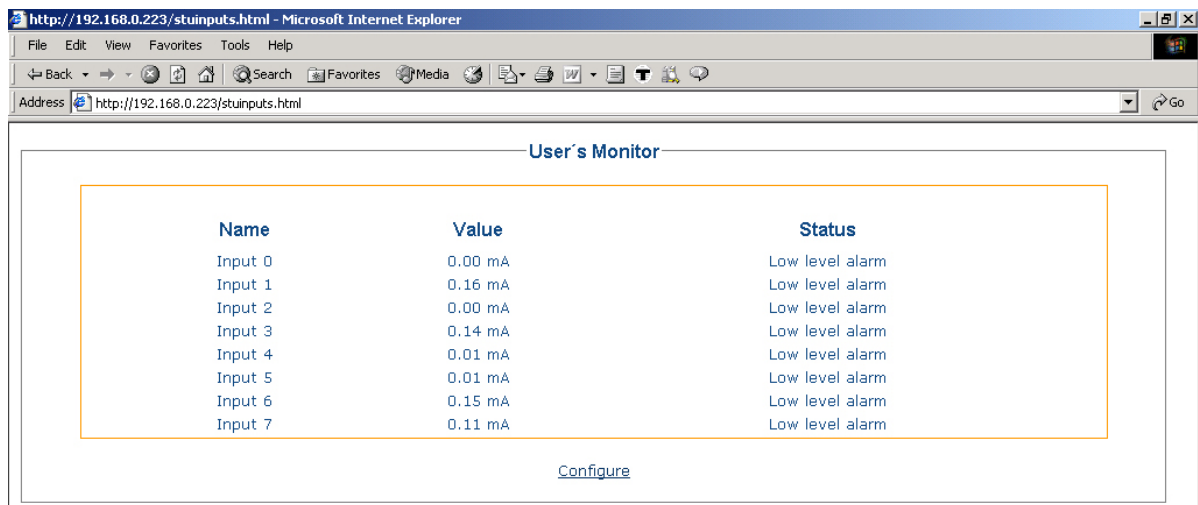 http://192.168.0.223/stuinputs.html - Microsoft Internet Explorer
File Edit View Favorites Tools Help
Back Search Favorites Media
Address http://192.168.0.223/stuinputs.html Go
User´s Monitor
Name Value Status
Input 0 0.00 mA Low level alarm
Input 1 0.16 mA Low level alarm
Input 2 0.00 mA Low level alarm
Input 3 0.14 mA Low level alarm
Input 4 0.01 mA Low level alarm
Input 5 0.01 mA Low level alarm
Input 6 0.15 mA Low level alarm
Input 7 0.11 mA Low level alarm
Configure